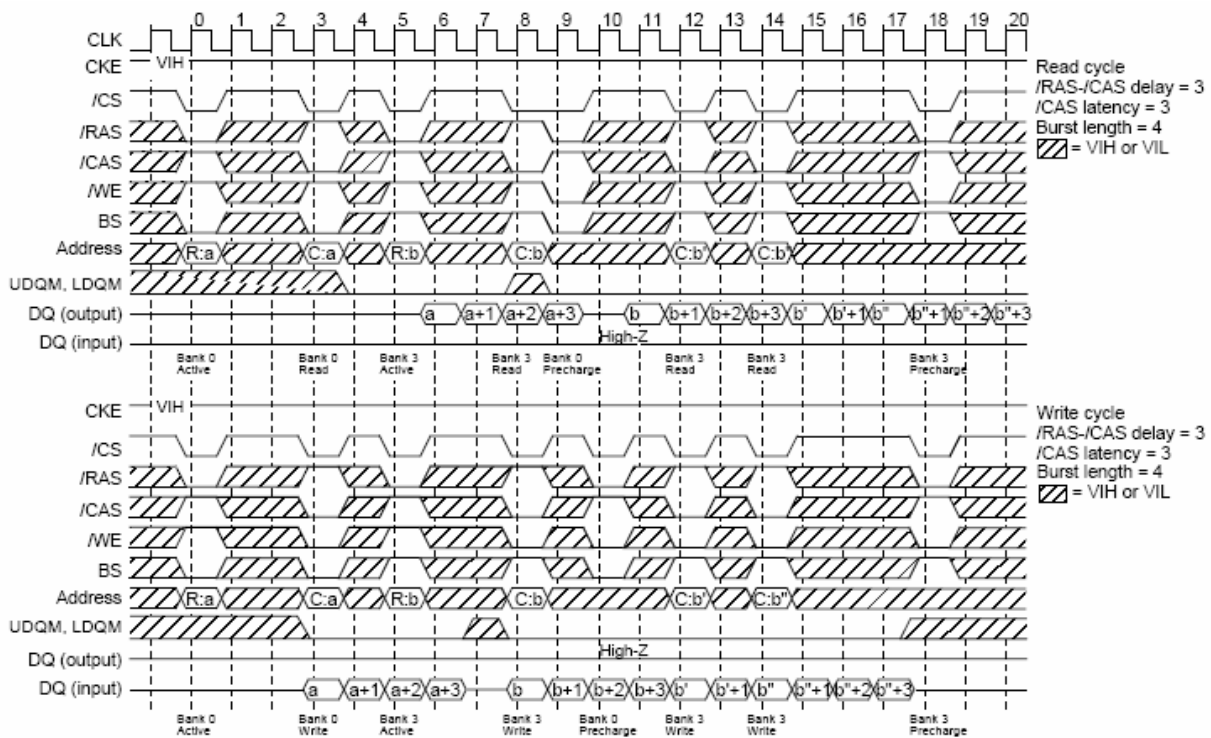 0 1 2 3 4 5 6 7 8 9 10 11 12 13 14 15 16 17 18 19 20
CLK
CKE VIH
/CS
/RAS
/CAS
/WE
BS
Address R:a C:a R:b C:b C:b' C:b"
UDQM, LDQM
DQ (output) a a+1 a+2 a+3 b b+1 b+2 b+3 b' b'+1 b" b"+1 b"+2 b"+3
High-Z
DQ (input)
Bank 0 Active
Bank 0 Read
Bank 3 Active
Bank 3 Read
Bank 0 Precharge
Bank 3 Read
Bank 3 Read
Bank 3 Precharge
Read cycle
/RAS-/CAS delay = 3
/CAS latency = 3
Burst length = 4
= VIH or VIL
CKE VIH
/CS
/RAS
/CAS
/WE
BS
Address R:a C:a R:b C:b C:b' C:b"
UDQM, LDQM
High-Z
DQ (output)
DQ (input) a a+1 a+2 a+3 b b+1 b+2 b+3 b' b'+1 b" b"+1 b"+2 b"+3
Bank 0 Active
Bank 0 Write
Bank 3 Active
Bank 3 Write
Bank 0 Precharge
Bank 3 Write
Bank 3 Write
Bank 3 Precharge
Write cycle
/RAS-/CAS delay = 3
/CAS latency = 3
Burst length = 4
= VIH or VIL